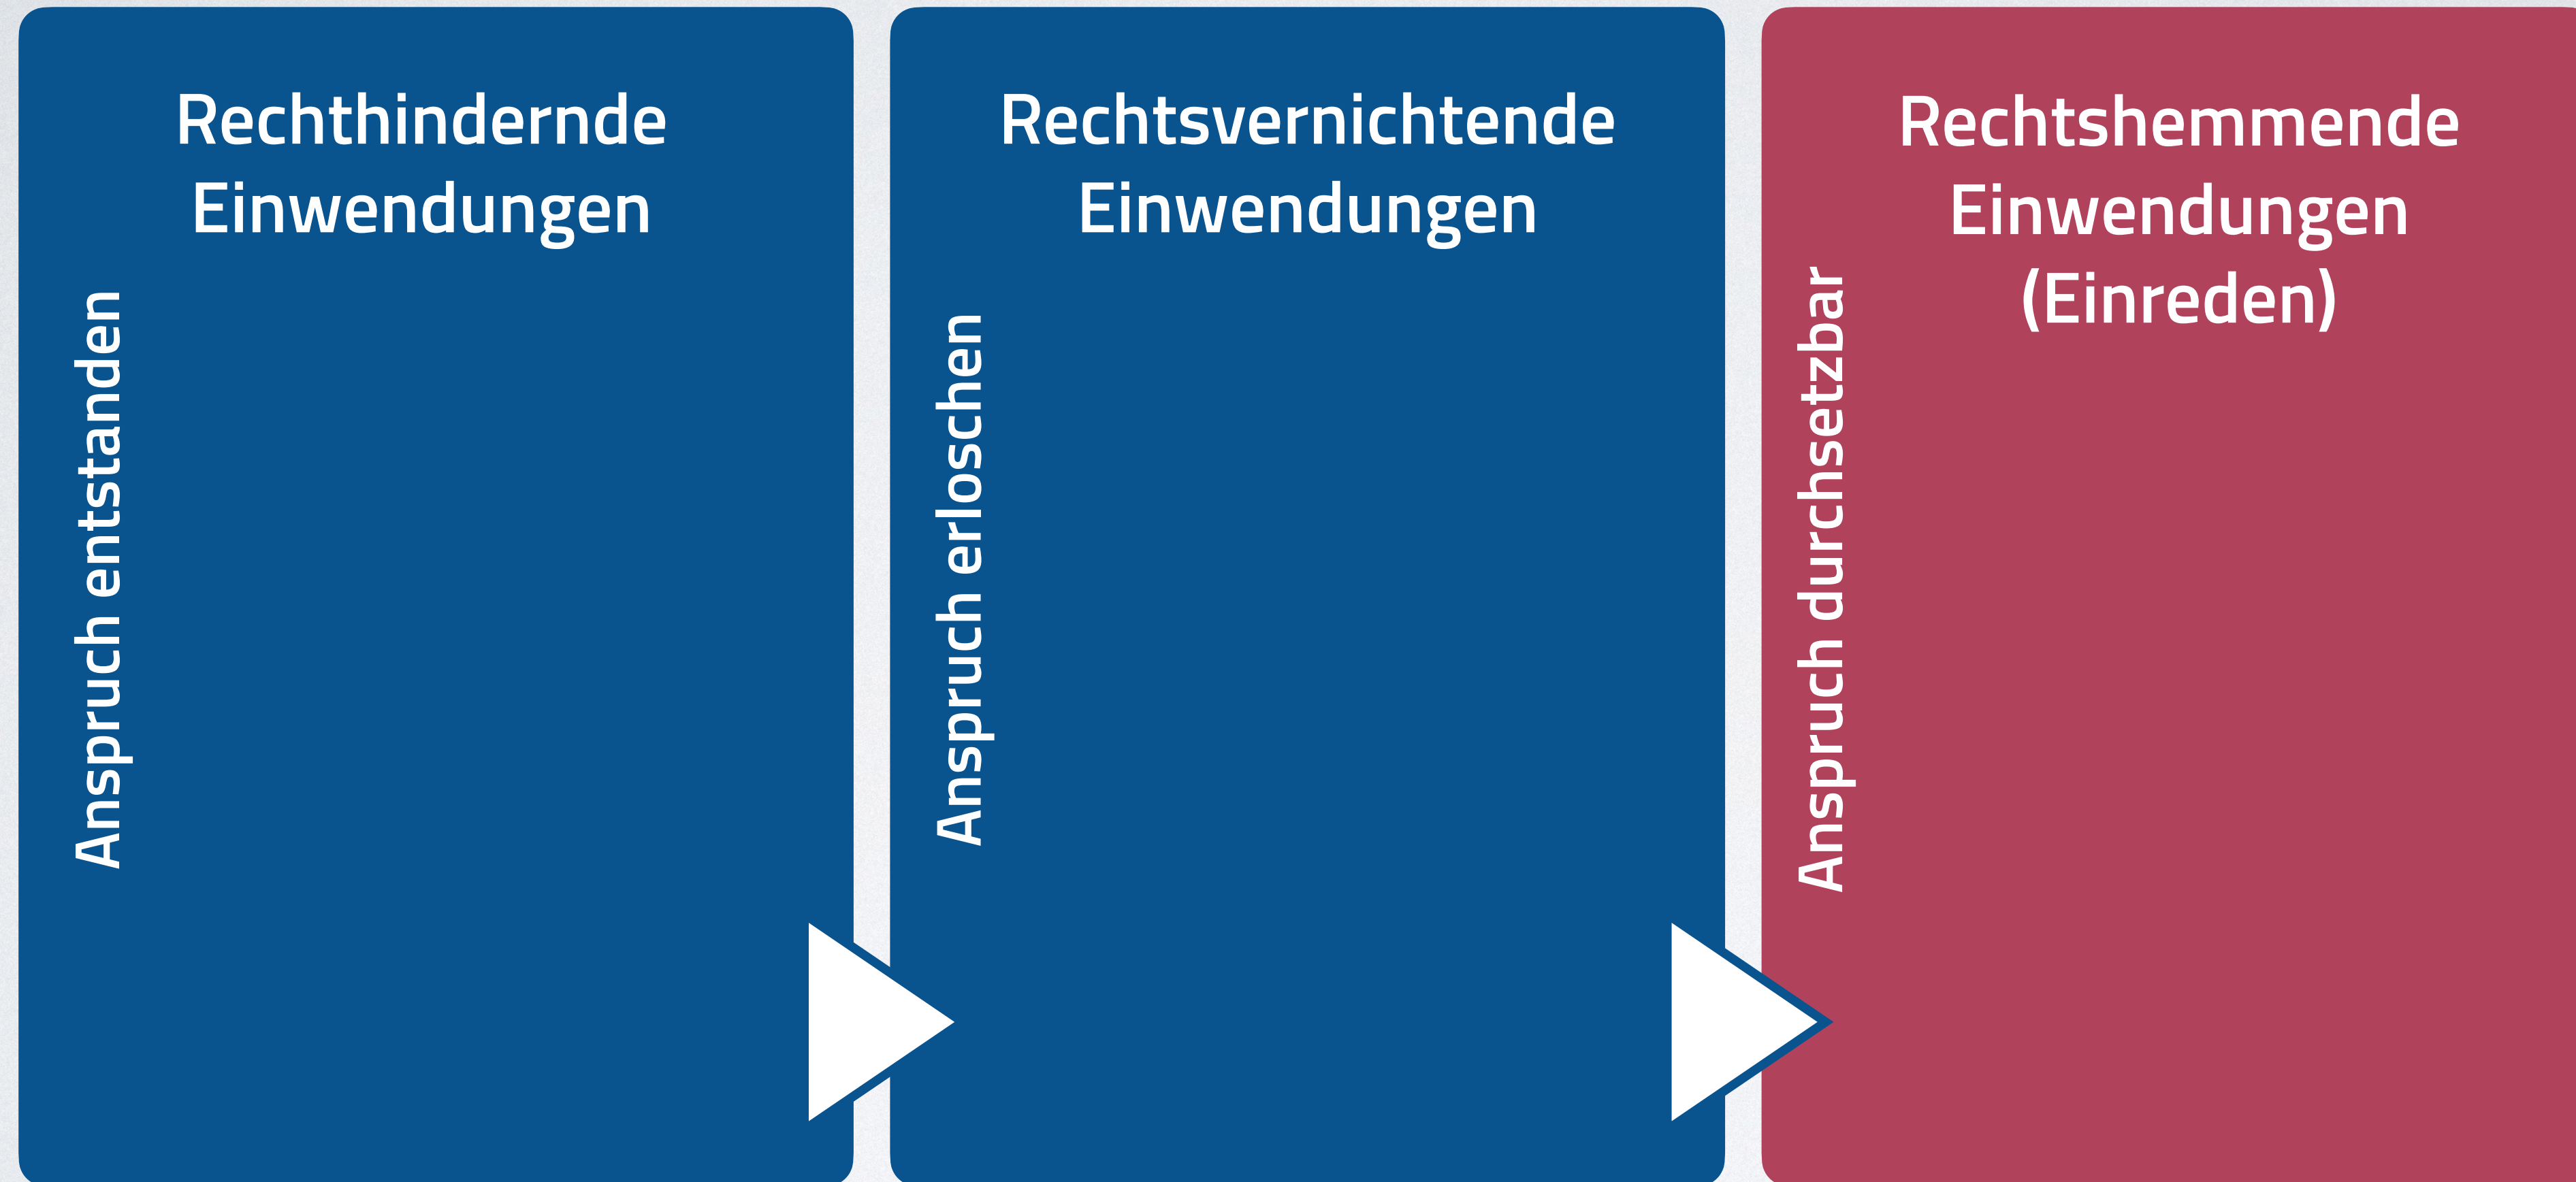 Rechthindernde
Einwendungen
Anspruch entstanden
Rechtsvernichtende
Einwendungen
Anspruch erloschen
Rechtshemmende
Einwendungen
(Einreden)
Anspruch durchsetzbar